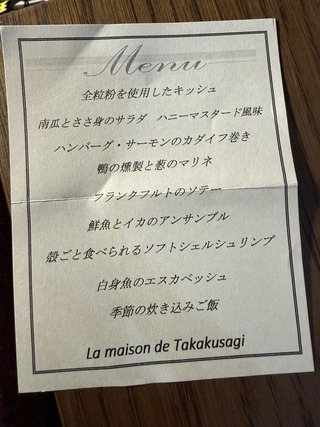 Menu
全粒粉を使用したキッシュ
南瓜とささ身のサラダ　ハニーマスタード風味
ハンバーグ・サーモンのカダイフ巻き
鴨の燻製と葱のマリネ
フランクフルトのソテー
鮮魚とイカのアンサンブル
殻ごと食べられるソフトシェルシュリンプ
白身魚のエスカベッシュ
季節の炊き込みご飯
La maison de Takakusagi